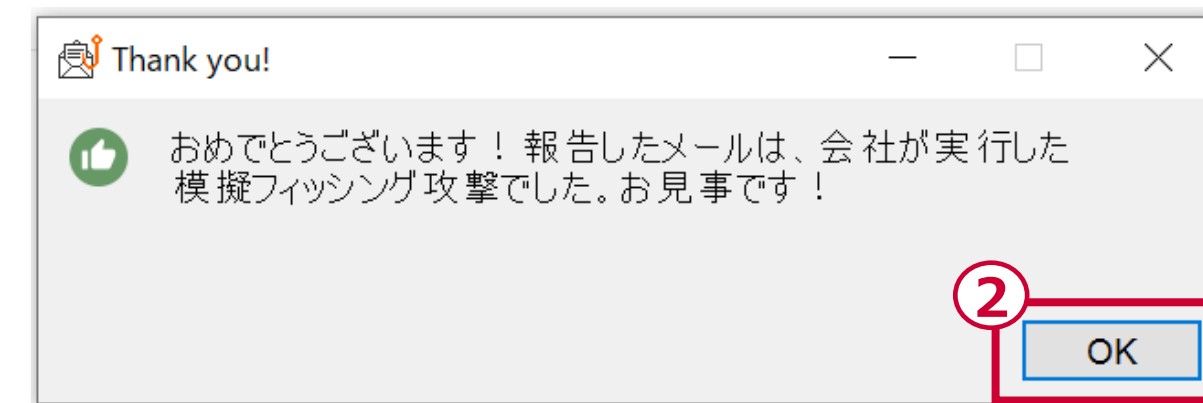 Thank you!
おめでとうございます！報告したメールは、会社が実行した
模擬フィッシング攻撃でした。お見事です！
2
OK